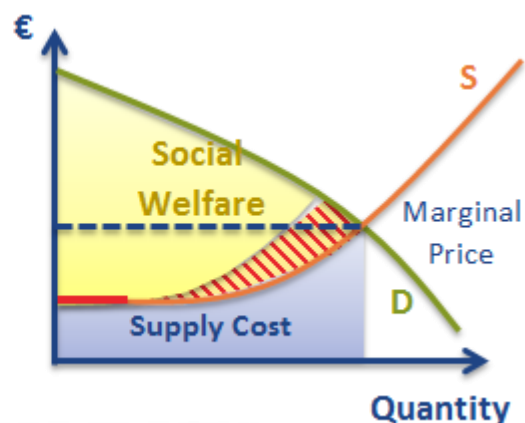 €
S
Social
Welfare
Marginal
Price
D
Supply Cost
Quantity